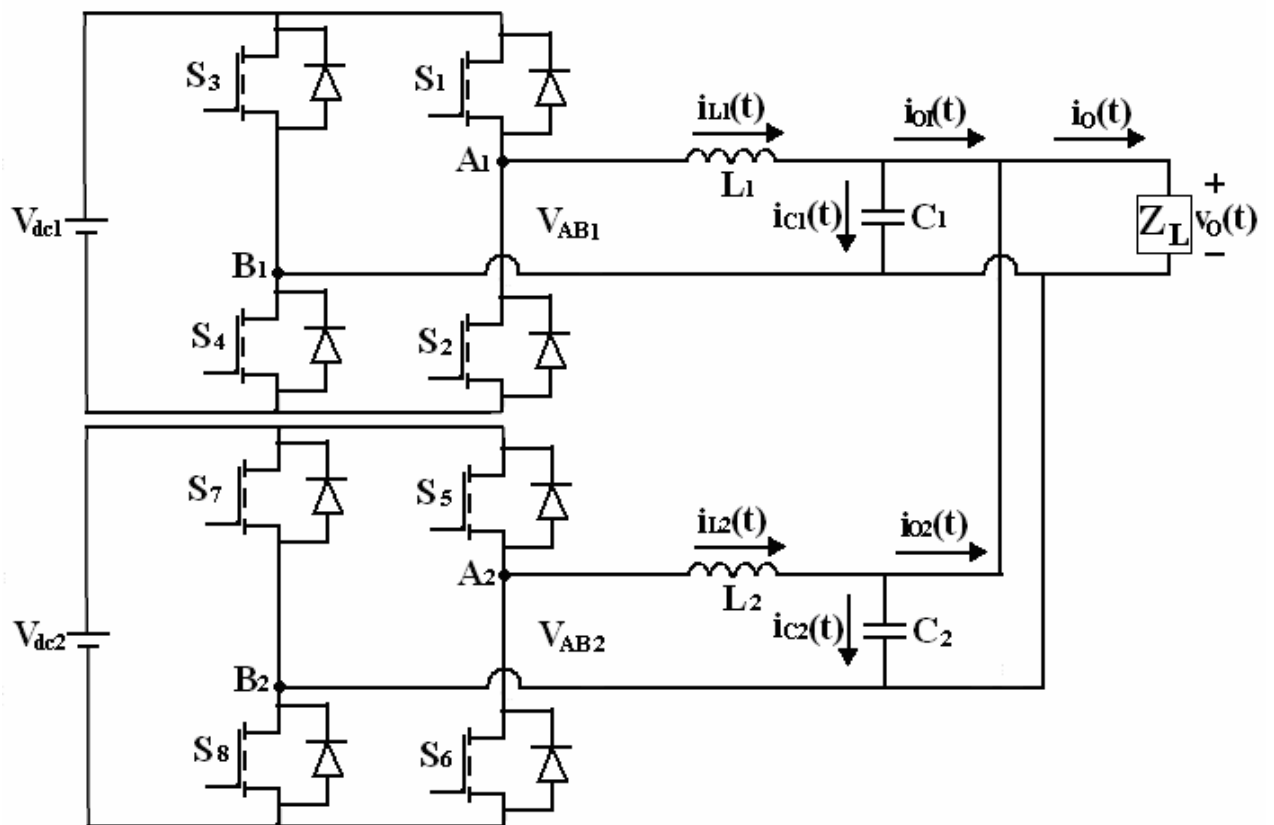 S3
S1
iL1(t)
iO1(t)
iO(t)
A1
L1
+
Vdc1
VAB1
iC1(t)
C1
ZL
vO(t)
−
B1
S4
S2
S7
S5
iL2(t)
iO2(t)
A2
L2
Vdc2
VAB2
iC2(t)
C2
B2
S8
S6